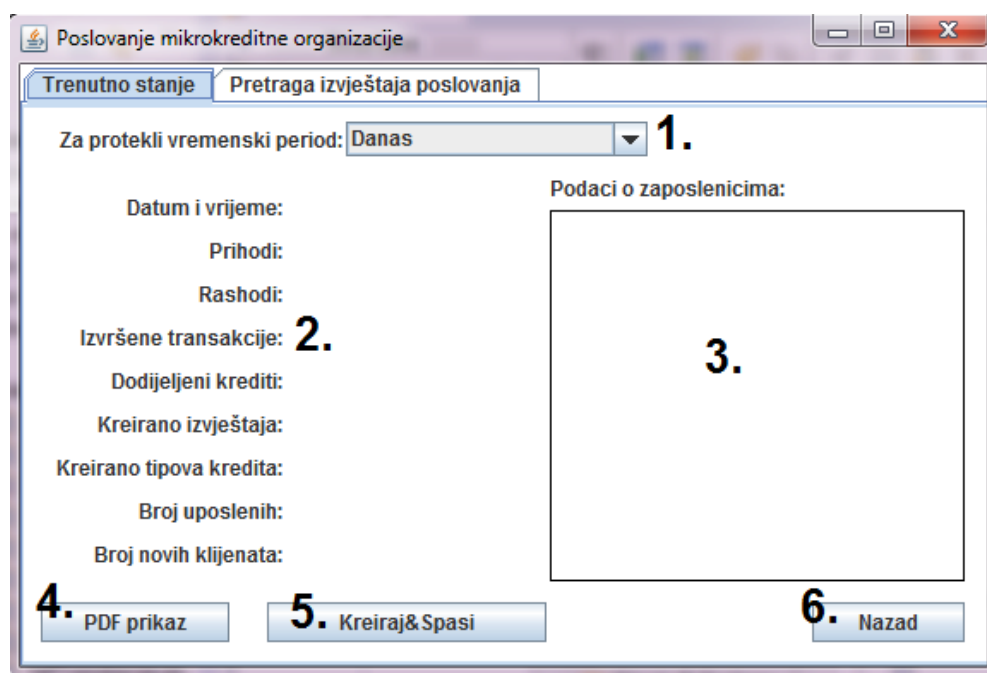 Poslovanje mikrokreditne organizacije
Trenutno stanje Pretraga izvještaja poslovanja
Za protekli vremenski period: Danas 1.
Podaci o zaposlenicima:
Datum i vrijeme:
Prihodi:
Rashodi:
Izvršene transakcije: 2.
3.
Dodijeljeni krediti:
Kreirano izvještaja:
Kreirano tipova kredita:
Broj uposlenih:
Broj novih klijenata:
4. PDF prikaz 5. Kreiraj&Spasi 6. Nazad